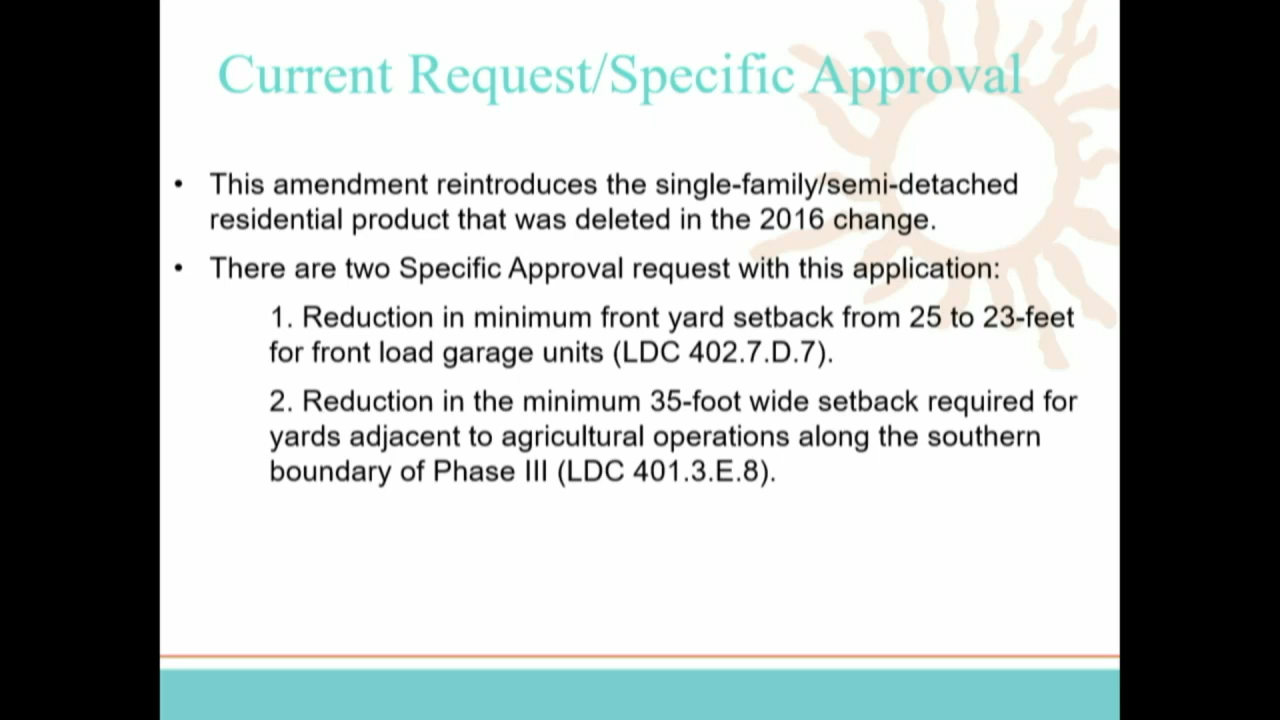 Current Request/Specific Approval
• This amendment reintroduces the single-family/semi-detached
residential product that was deleted in the 2016 change.
• There are two Specific Approval request with this application:
1. Reduction in minimum front yard setback from 25 to 23-feet
for front load garage units (LDC 402.7.D.7).
2. Reduction in the minimum 35-foot wide setback required for
yards adjacent to agricultural operations along the southern
boundary of Phase III (LDC 401.3.E.8).